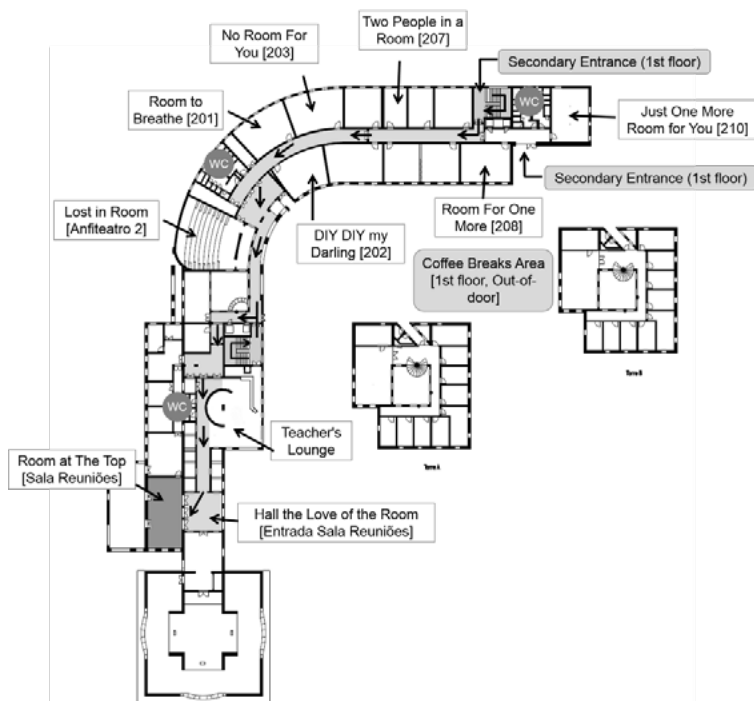 Two People in a
Room [207]
No Room For
You [203]
Secondary Entrance (1st floor)
Room to
Breathe [201]
WC
Just One More
Room for You [210]
WC
Secondary Entrance (1st floor)
Lost in Room
[Anfiteatro 2]
DIY DIY my
Darling [202]
Room For One
More [208]
Coffee Breaks Area
[1st floor, Out-of-
door]
Torre B
WC
Teacher's
Lounge
Torre A
Room at The Top
[Sala Reuniões]
Hall the Love of the Room
[Entrada Sala Reuniões]